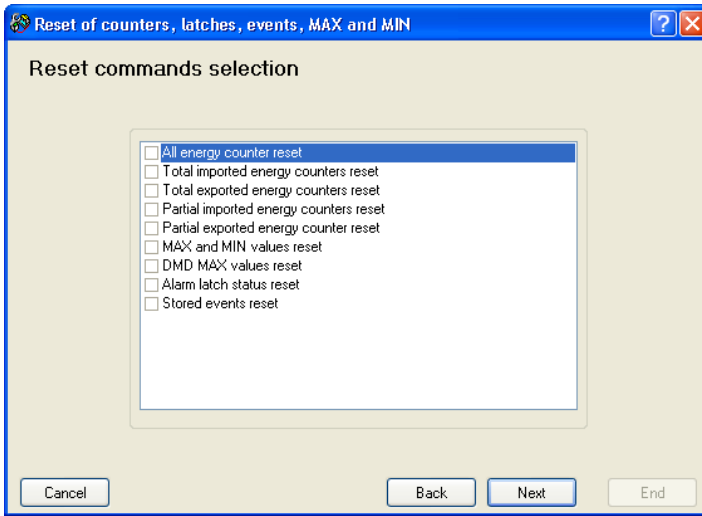 Reset of counters, latches, events, MAX and MIN
Reset commands selection
All energy counter reset
Total imported energy counters reset
Total exported energy counters reset
Partial imported energy counters reset
Partial exported energy counter reset
MAX and MIN values reset
DMD MAX values reset
Alarm latch status reset
Stored events reset
Cancel Back Next End